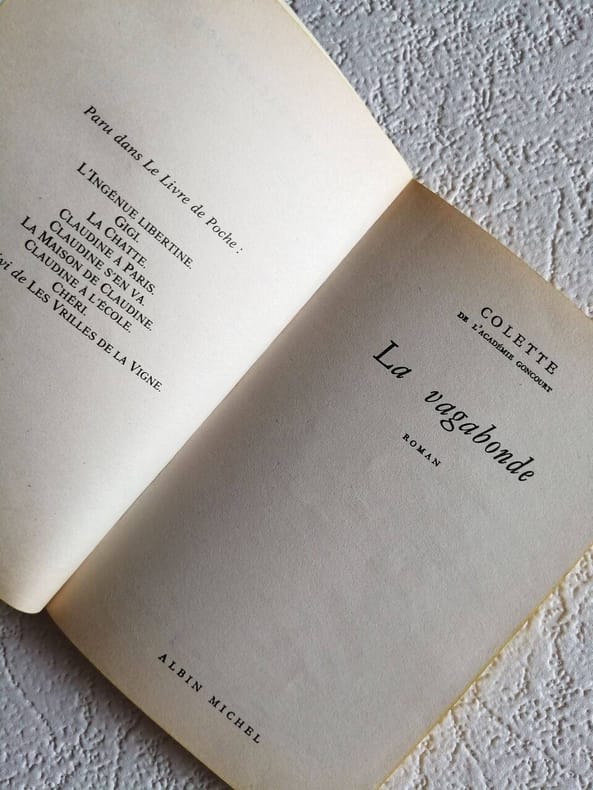 Paru dans Le Livre de Poche :
L'INGÉNUE LIBERTINE.
GIGI.
LA CHATTE.
CLAUDINE À PARIS.
CLAUDINE S'EN VA.
LA MAISON DE CLAUDINE.
CLAUDINE À L'ÉCOLE.
CHÉRI.
de LES VRILLES DE LA VIGNE.
COLETTE
DE L'ACADÉMIE GONCOURT
La vagabonde
ROMAN
ALBIN MICHEL